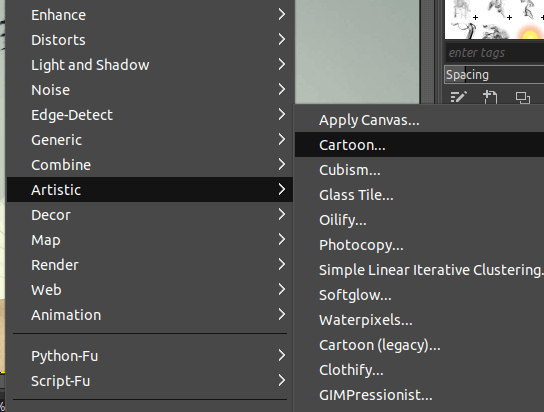 Enhance
Distorts
Light and Shadow
Noise
Edge-Detect
Generic
Combine
Artistic
Decor
Map
Render
Web
Animation
Python-Fu
Script-Fu
enter tags
Spacing
Apply Canvas...
Cartoon...
Cubism...
Glass Tile...
Oilify...
Photocopy...
Simple Linear Iterative Clustering.
Softglow...
Waterpixels...
Cartoon (legacy)...
Clothify...
GIMPressionist...
%